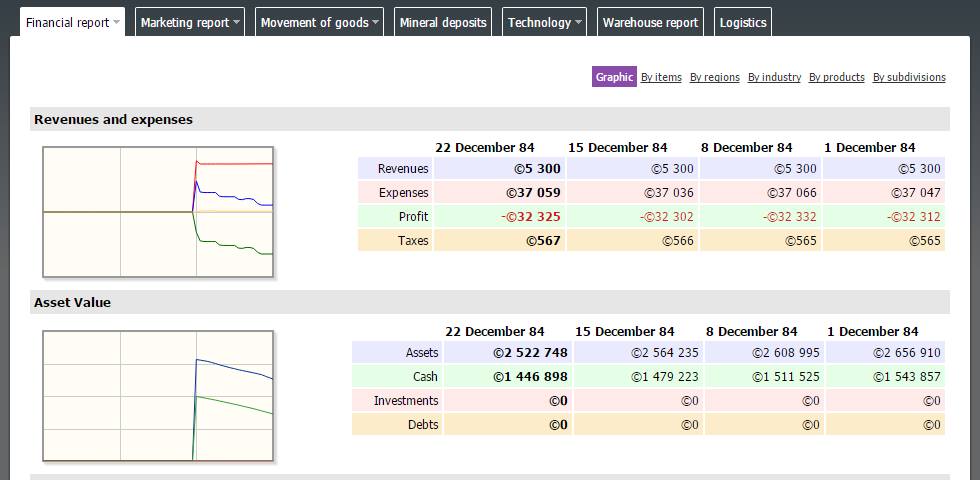 Financial report Marketing report Movement of goods Mineral deposits Technology Warehouse report Logistics
Graphic By items By regions By industry By products By subdivisions
Revenues and expenses
22 December 84 15 December 84 8 December 84 1 December 84
Revenues ©5 300 ©5 300 ©5 300 ©5 300
Expenses ©37 059 ©37 036 ©37 066 ©37 047
Profit -©32 325 -©32 302 -©32 332 -©32 312
Taxes ©567 ©566 ©565 ©565
Asset Value
22 December 84 15 December 84 8 December 84 1 December 84
Assets ©2 522 748 ©2 564 235 ©2 608 995 ©2 656 910
Cash ©1 446 898 ©1 479 223 ©1 511 525 ©1 543 857
Investments ©0 ©0 ©0 ©0
Debts ©0 ©0 ©0 ©0